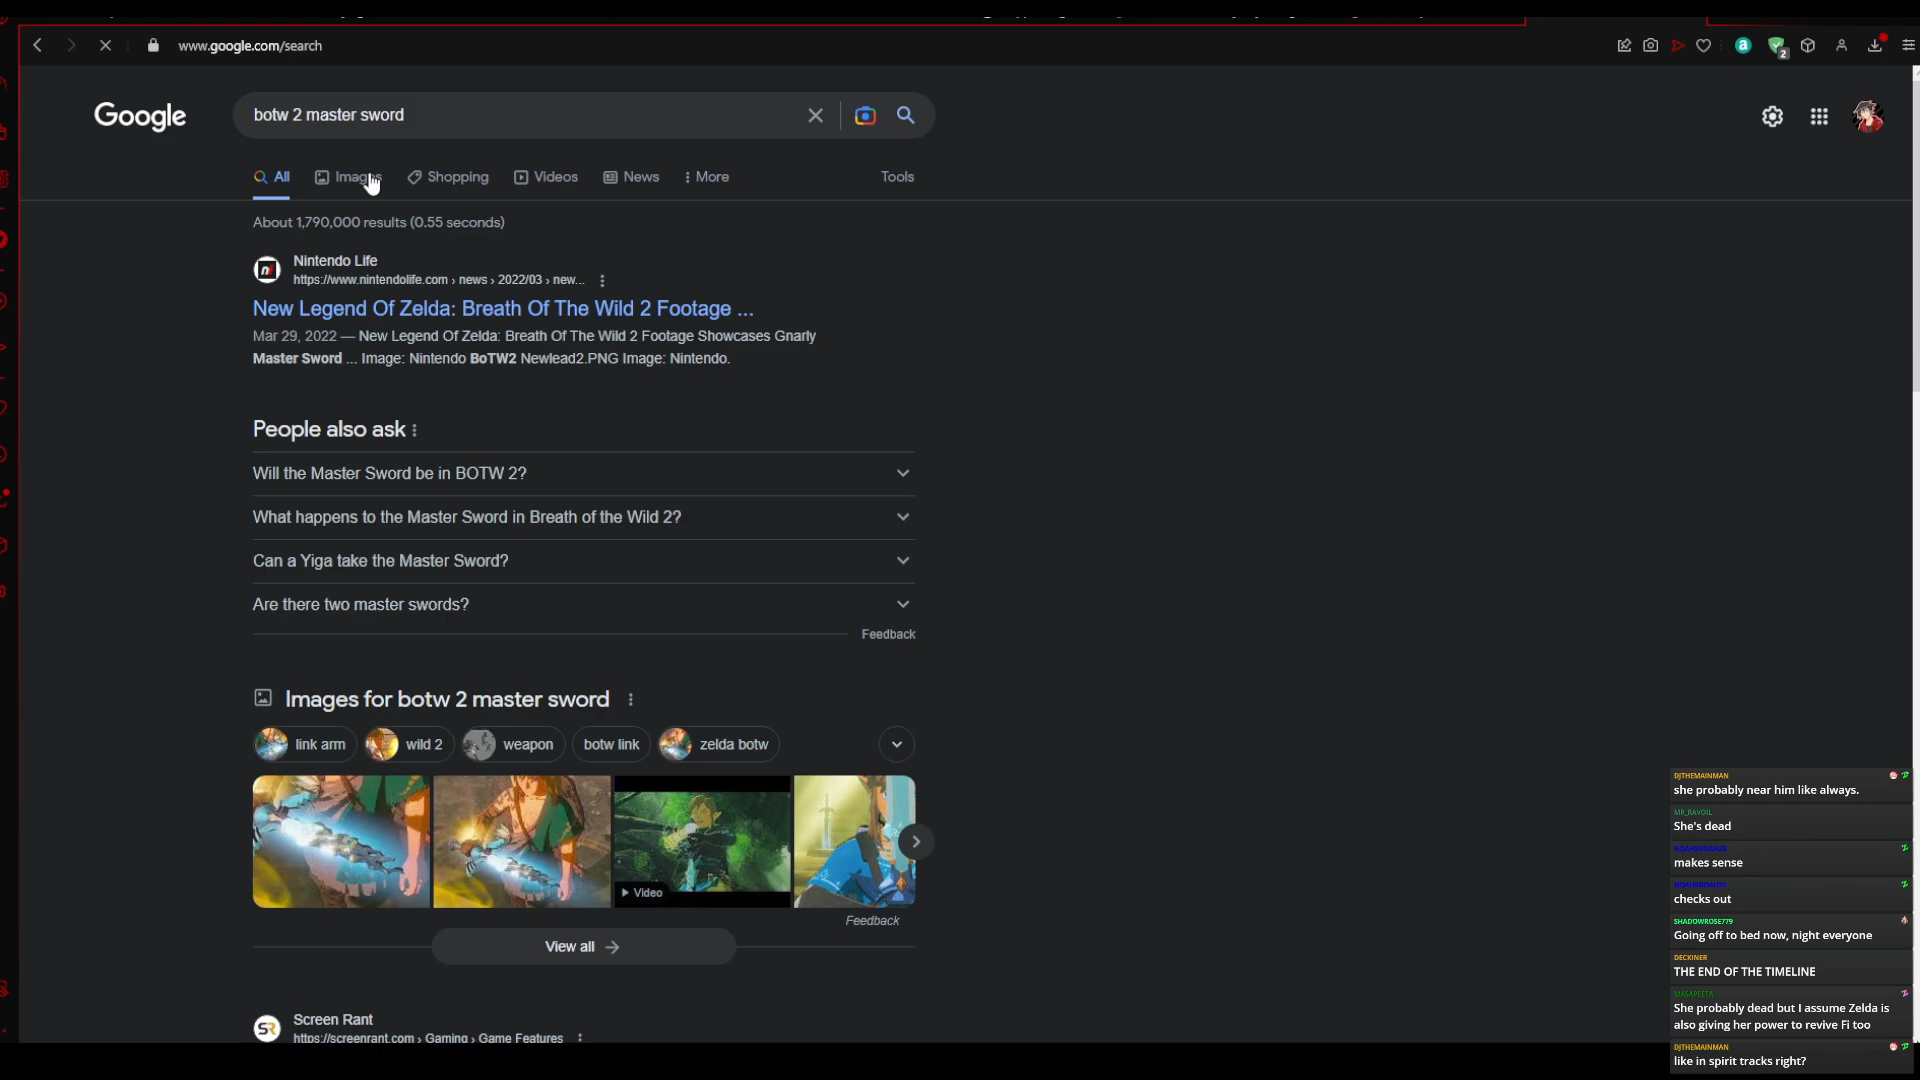 www.google.com/search
2
Google
botw 2 master sword
All
Images
Shopping
Videos
News
More
Tools
About 1,790,000 results (0.55 seconds)
Nintendo Life
https://www.nintendolife.com › news › 2022/03 › new...
New Legend Of Zelda: Breath Of The Wild 2 Footage ...
Mar 29, 2022 — New Legend Of Zelda: Breath Of The Wild 2 Footage Showcases Gnarly
Master Sword ... Image: Nintendo BoTW2 Newlead2.PNG Image: Nintendo.
People also ask
Will the Master Sword be in BOTW 2?
What happens to the Master Sword in Breath of the Wild 2?
Can a Yiga take the Master Sword?
Are there two master swords?
Feedback
Images for botw 2 master sword
link arm
wild 2
weapon
botw link
zelda botw
Video
Feedback
View all
SR
Screen Rant
https://screenrant.com › Gaming › Game Features
DJTHEMAINMAN
she probably near him like always.
MR_RAVOIL
She's dead
makes sense
checks out
SHADOWROSE779
Going off to bed now, night everyone
DECKINER
THE END OF THE TIMELINE
MASAPEETA
She probably dead but I assume Zelda is
also giving her power to revive Fi too
DJTHEMAINMAN
like in spirit tracks right?